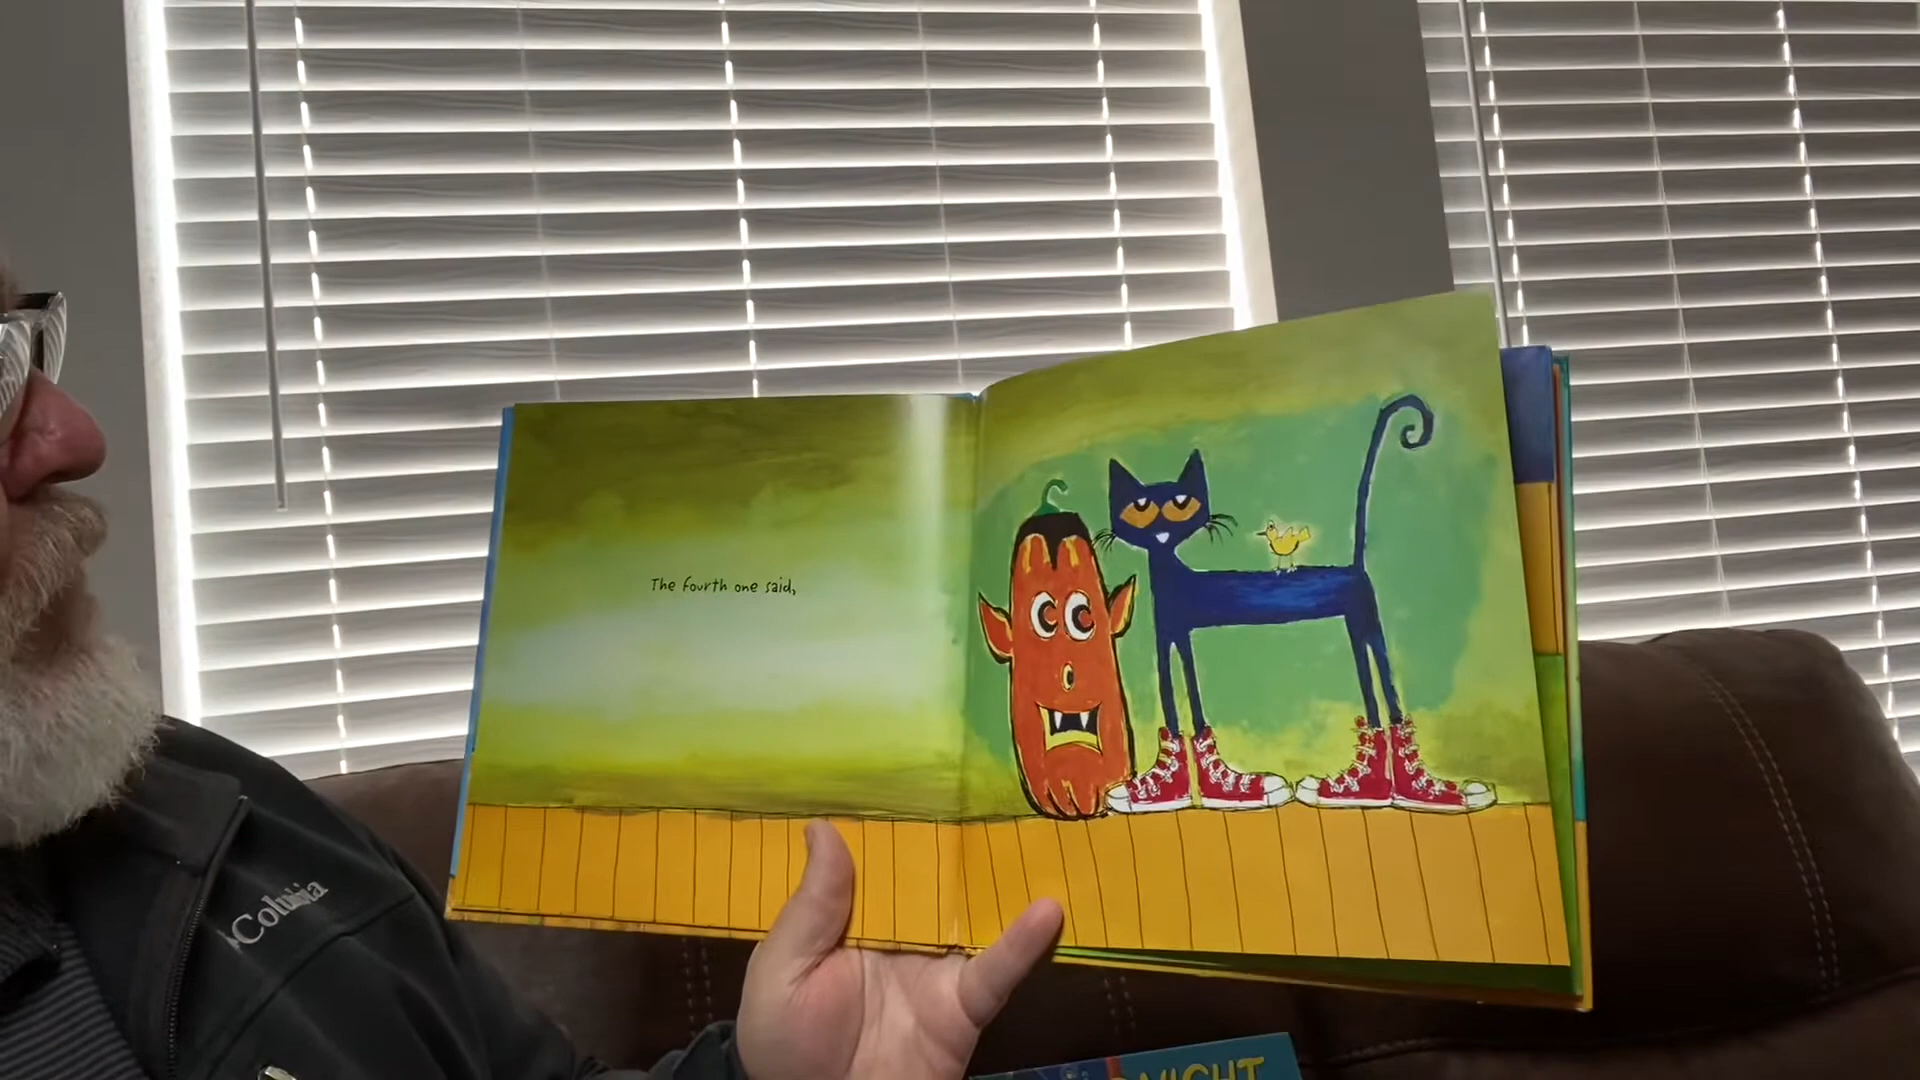 The fourth one said,
Columbia